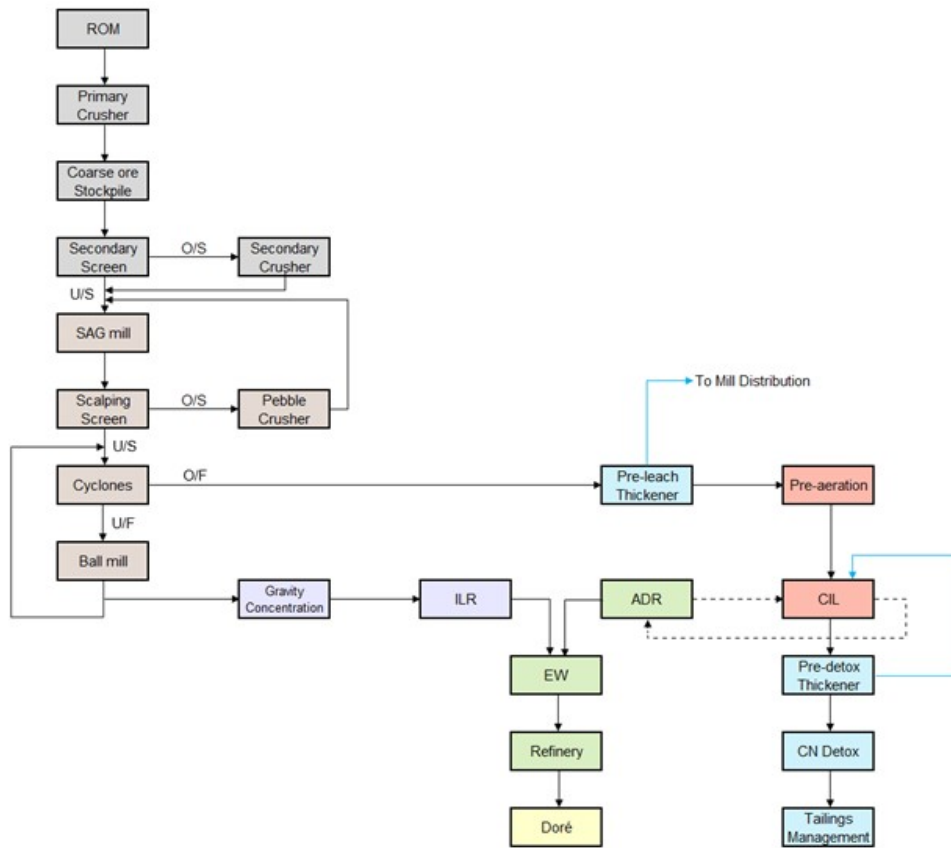 ROM
Primary
Crusher
Coarse ore
Stockpile
Secondary
Screen
O/S
Secondary
Crusher
U/S
SAG mill
To Mill Distribution
Scalping
Screen
O/S
Pebble
Crusher
U/S
Cyclones
O/F
Pre-leach
Thickener
Pre-aeration
U/F
Ball mill
Gravity
Concentration
ILR
ADR
CIL
EW
Pre-detox
Thickener
Refinery
CN Detox
Doré
Tailings
Management